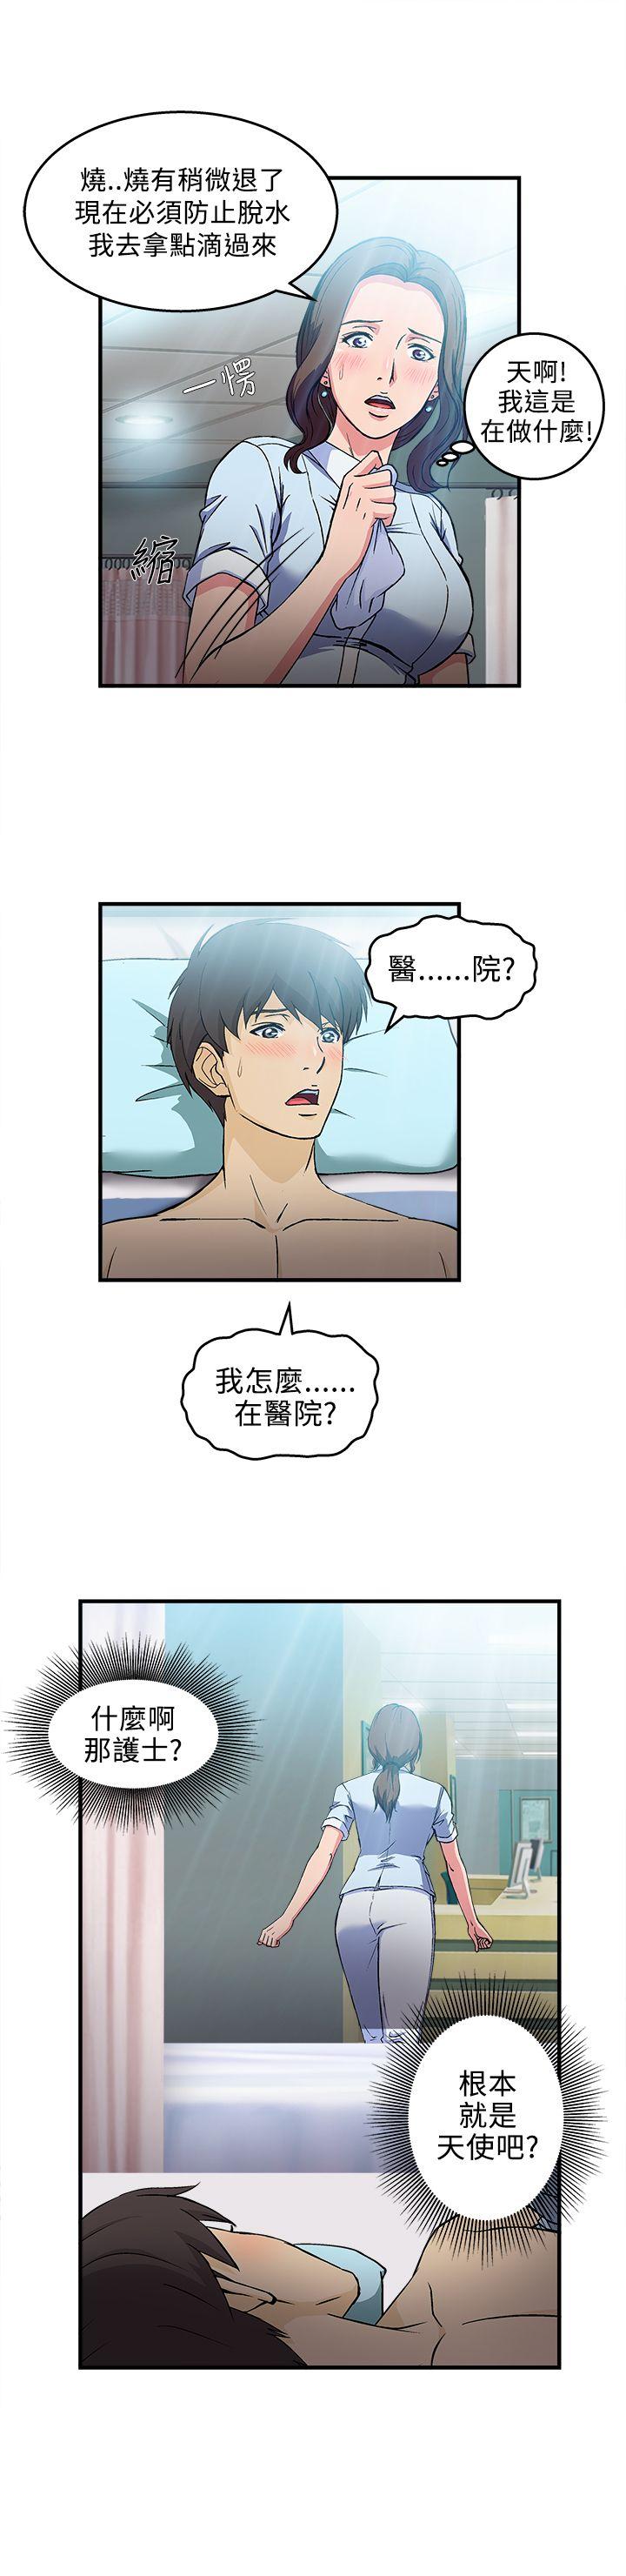 燒..燒有稍微退了
現在必須防止脫水
我去拿點滴過來
一愣
天啊!
我這是
在做什麼!
縮
醫……院?
我怎麼……
在醫院?
什麼啊
那護士?
根本
就是
天使吧?